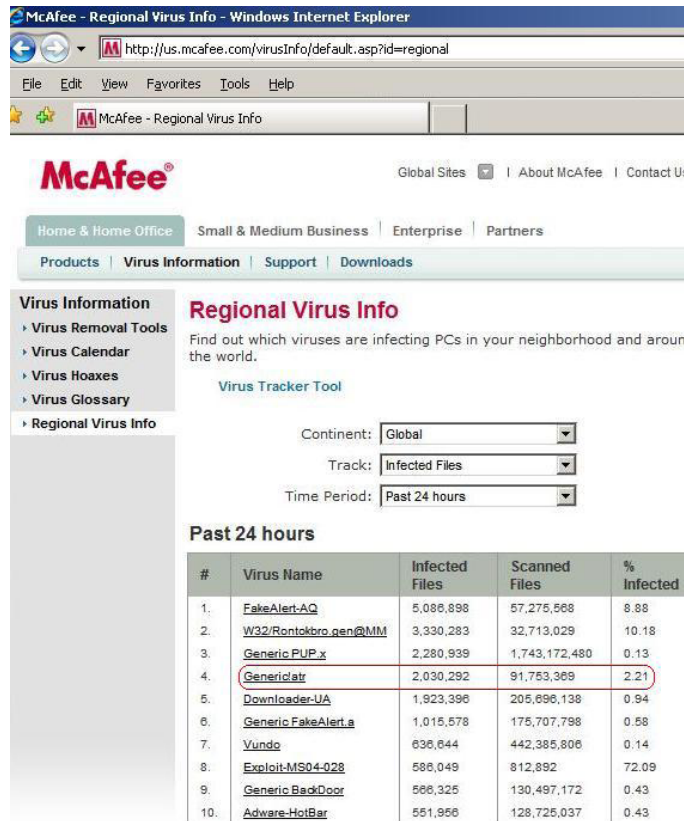 McAfee - Regional Virus Info - Windows Internet Explorer
http://us.mcafee.com/virusInfo/default.asp?id=regional
File Edit View Favorites Tools Help
McAfee - Regional Virus Info
McAfee®
Global Sites | About McAfee | Contact Us
Home & Home Office Small & Medium Business | Enterprise | Partners
Products | Virus Information | Support | Downloads
Virus Information
Virus Removal Tools
Virus Calendar
Virus Hoaxes
Virus Glossary
Regional Virus Info
Regional Virus Info
Find out which viruses are infecting PCs in your neighborhood and aroun
the world.
Virus Tracker Tool
Continent: Global
Track: Infected Files
Time Period: Past 24 hours
Past 24 hours
# Virus Name Infected Files Scanned Files % Infected
1. FakeAlert-AQ 5,086,898 57,275,568 8.88
2. W32/Rontokbro.gen@MM 3,330,283 32,713,029 10.18
3. Generic PUP.x 2,280,939 1,743,172,480 0.13
4. Generic!atr 2,030,292 91,753,369 2.21
5. Downloader-UA 1,923,396 205,696,138 0.94
6. Generic FakeAlert.a 1,015,578 175,707,798 0.58
7. Vundo 636,644 442,385,806 0.14
8. Exploit-MS04-028 586,049 812,892 72.09
9. Generic BackDoor 566,325 130,497,172 0.43
10. Adware-HotBar 551,956 128,725,037 0.43